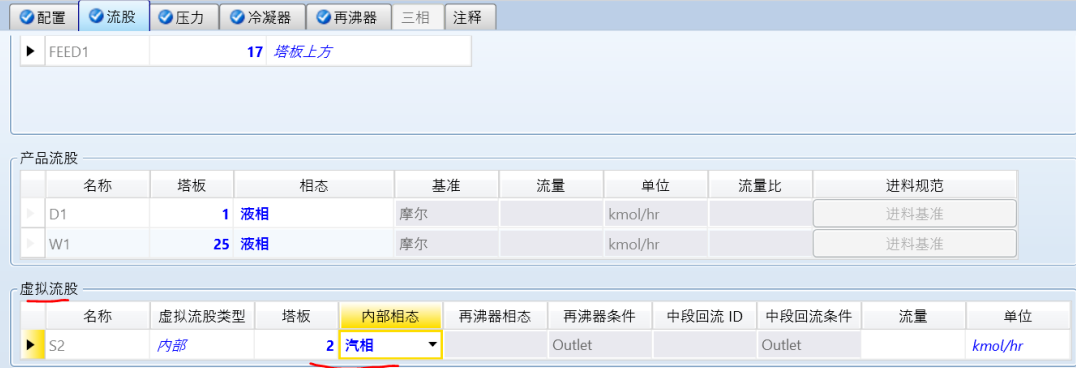 配置 流股 压力 冷凝器 再沸器 三相 注释
FEED1 17 塔板上方
产品流股
名称 塔板 相态 基准 流量 单位 流量比 进料规范
D1 1 液相 摩尔 kmol/hr 进料基准
W1 25 液相 摩尔 kmol/hr 进料基准
虚拟流股
名称 虚拟流股类型 塔板 内部相态 再沸器相态 再沸器条件 中段回流 ID 中段回流条件 流量 单位
S2 内部 2 汽相 Outlet Outlet kmol/hr